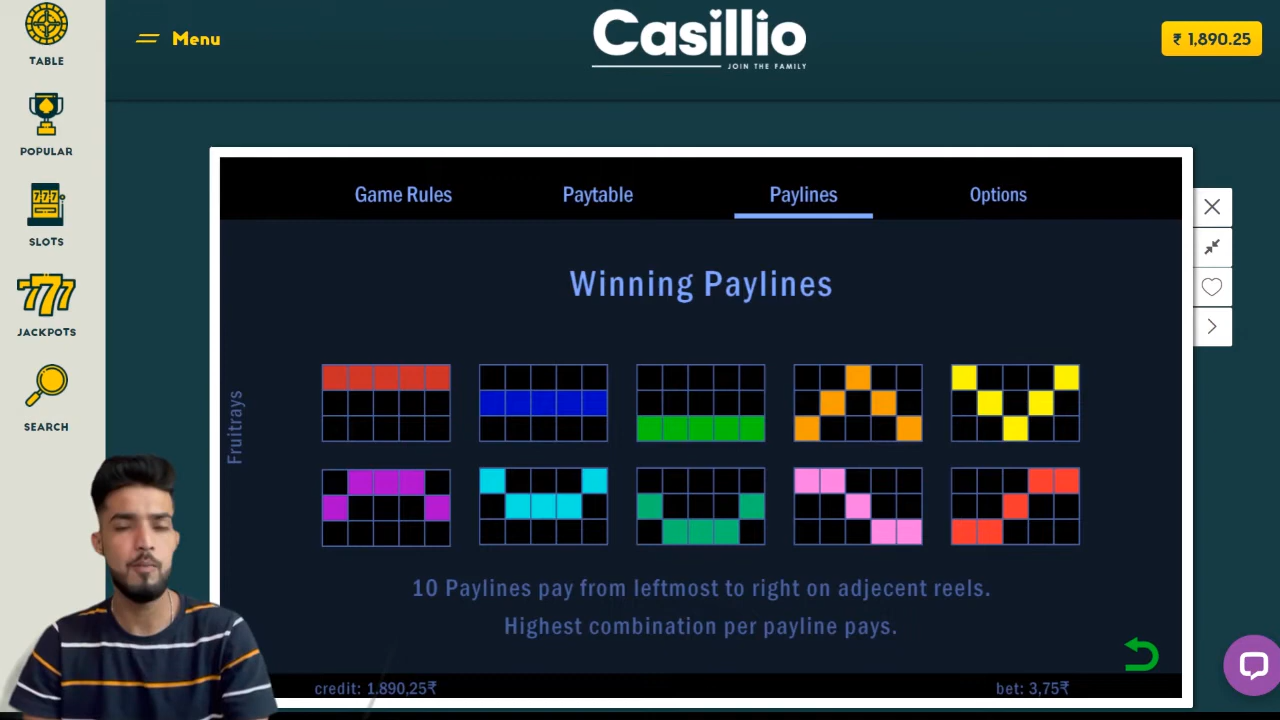 TABLE
POPULAR
777
SLOTS
777
JACKPOTS
SEARCH
Menu
Casillio
JOIN THE FAMILY
₹ 1,890.25
Game Rules
Paytable
Paylines
Options
Winning Paylines
Fruitrays
10 Paylines pay from leftmost to right on adjecent reels.
Highest combination per payline pays.
credit: 1.890,25₹
bet: 3,75₹